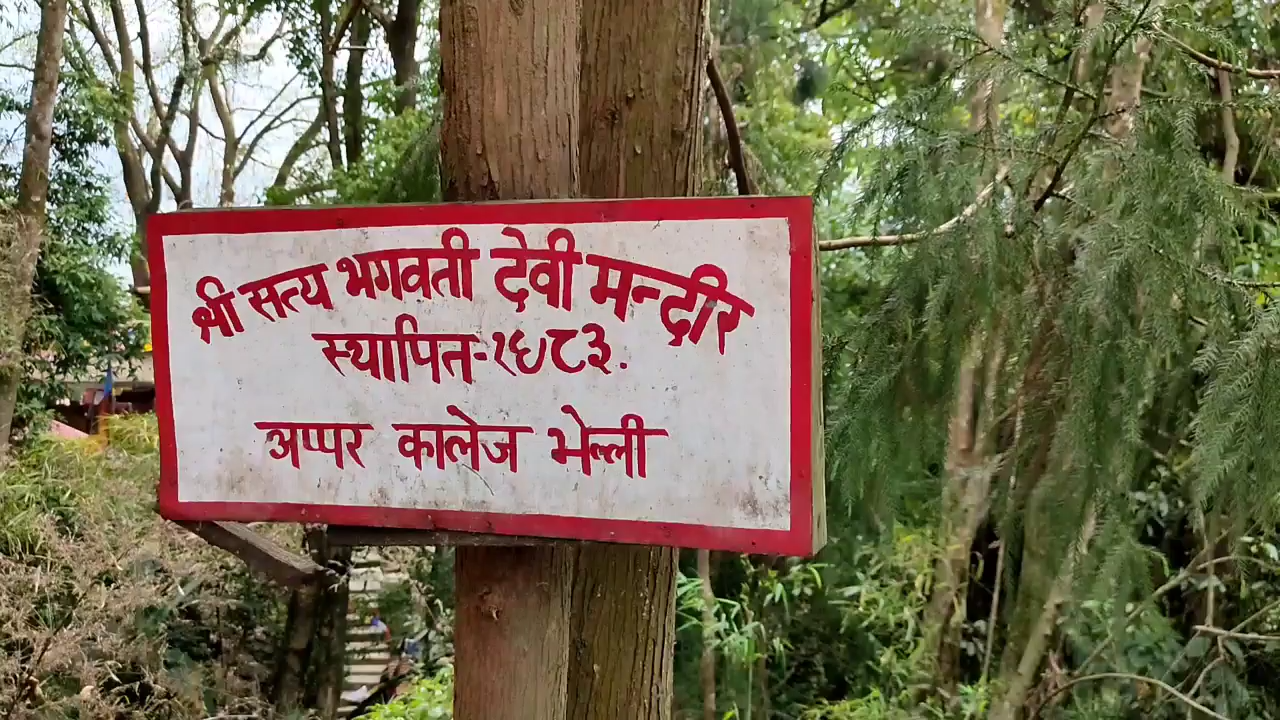 श्री सत्य भगवती देवी मन्दीर
स्थापित-१९८३.
अप्पर कालेज भेल्ली